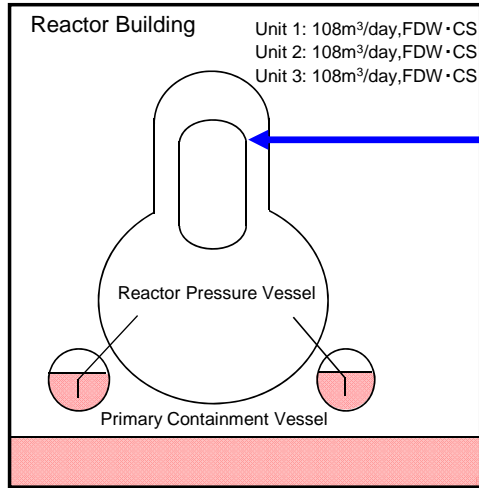 Reactor Building
Unit 1: 108m³/day,FDW・CS
Unit 2: 108m³/day,FDW・CS
Unit 3: 108m³/day,FDW・CS
Reactor Pressure Vessel
Primary Containment Vessel